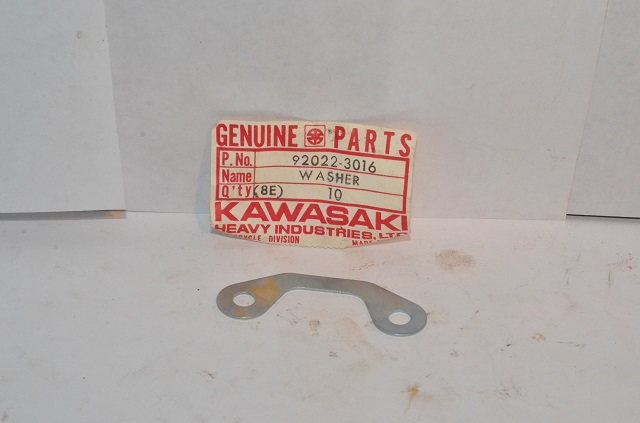 GENUINE PARTS
P. No. 92022-3016
Name WASHER
Q'ty (8E) 10
KAWASAKI
HEAVY INDUSTRIES, LTD
DIVISION